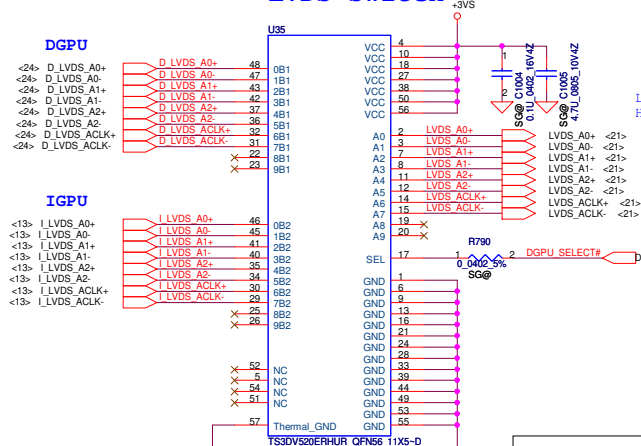 LVDS Switch
+3VS
U35
DGPU
<24> D_LVDS_A0+ D_LVDS_A0+ 48 0B1
<24> D_LVDS_A0- D_LVDS_A0- 47 1B1
<24> D_LVDS_A1+ D_LVDS_A1+ 43 2B1
<24> D_LVDS_A1- D_LVDS_A1- 42 3B1
<24> D_LVDS_A2+ D_LVDS_A2+ 37 4B1
<24> D_LVDS_A2- D_LVDS_A2- 36 5B1
<24> D_LVDS_ACLK+ D_LVDS_ACLK+ 32 6B1
<24> D_LVDS_ACLK- D_LVDS_ACLK- 31 7B1
22 8B1
23 9B1
IGPU
<13> I_LVDS_A0+ I_LVDS_A0+ 46 0B2
<13> I_LVDS_A0- I_LVDS_A0- 45 1B2
<13> I_LVDS_A1+ I_LVDS_A1+ 41 2B2
<13> I_LVDS_A1- I_LVDS_A1- 40 3B2
<13> I_LVDS_A2+ I_LVDS_A2+ 35 4B2
<13> I_LVDS_A2- I_LVDS_A2- 34 5B2
<13> I_LVDS_ACLK+ I_LVDS_ACLK+ 30 6B2
<13> I_LVDS_ACLK- I_LVDS_ACLK- 29 7B2
25 8B2
26 9B2
52 NC
5 NC
54 NC
51 NC
57 Thermal_GND
VCC 4
VCC 10
VCC 18
VCC 27
VCC 38
VCC 50
VCC 56
1
2
SG@ C1004
0.1U_0402_16V4Z
SG@ C1005
4.7U_0805_10V4Z
L
H
A0 2 LVDS_A0+ LVDS_A0+ <21>
A1 3 LVDS_A0- LVDS_A0- <21>
A2 7 LVDS_A1+ LVDS_A1+ <21>
A3 8 LVDS_A1- LVDS_A1- <21>
A4 11 LVDS_A2+ LVDS_A2+ <21>
A5 12 LVDS_A2- LVDS_A2- <21>
A6 14 LVDS_ACLK+ LVDS_ACLK+ <21>
A7 15 LVDS_ACLK- LVDS_ACLK- <21>
A8 19
A9 20
R790
SEL 17 1 2 DGPU_SELECT# D
0_0402_5%
SG@
GND 1
GND 6
GND 9
GND 13
GND 16
GND 21
GND 24
GND 28
GND 33
GND 39
GND 44
GND 49
GND 53
GND 55
TS3DV520ERHUR_QFN56_11X5~D